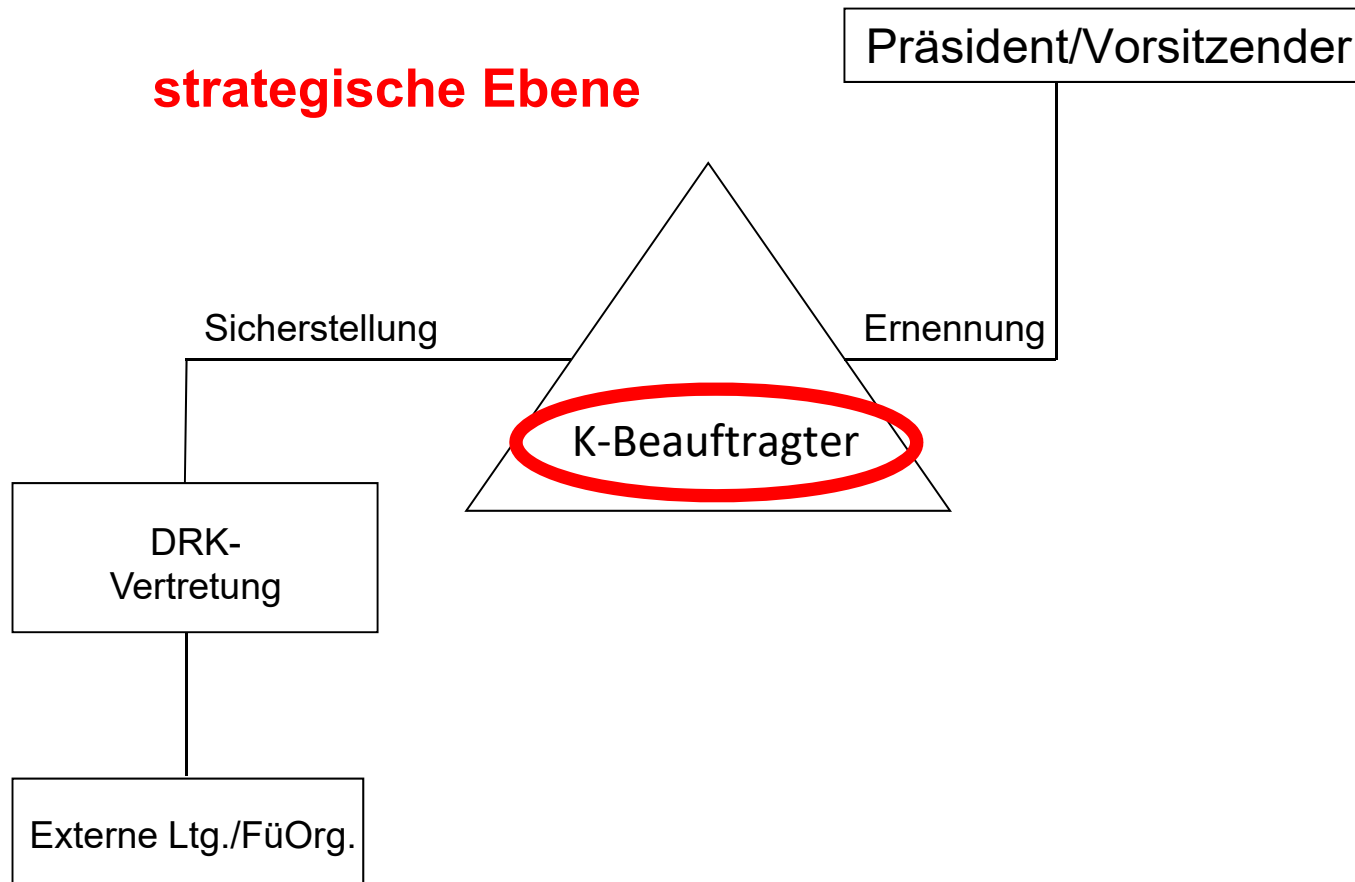 Präsident/Vorsitzender
strategische Ebene
Sicherstellung
Ernennung
K-Beauftragter
DRK-
Vertretung
Externe Ltg./FüOrg.